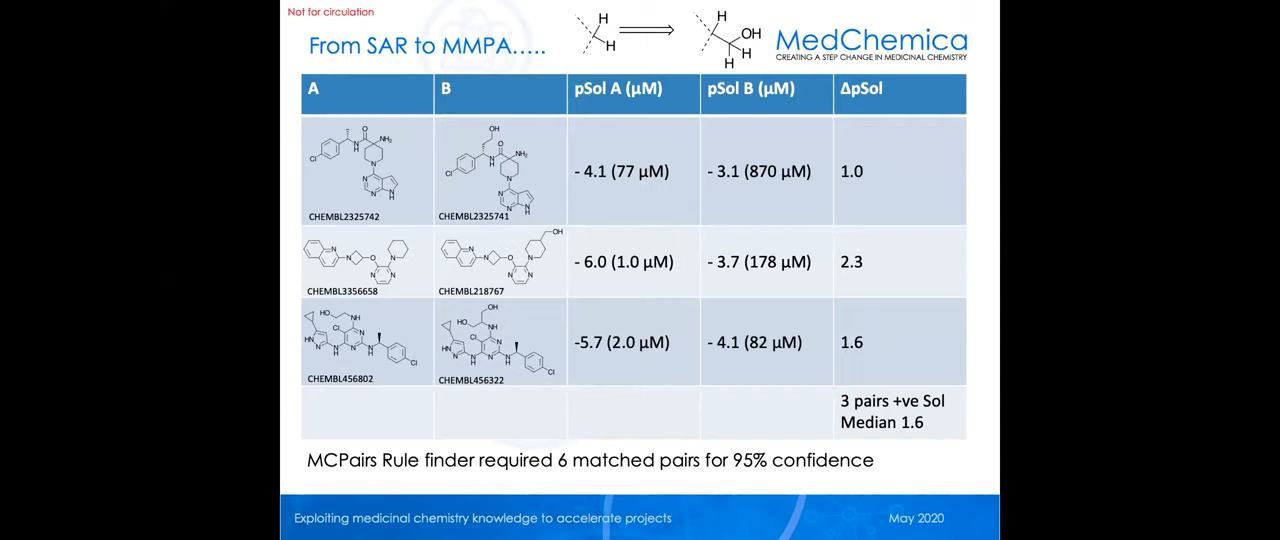 Not for circulation
From SAR to MMPA…..
H
H
H
OH
H
H
MedChemica
CREATING A STEP CHANGE IN MEDICINAL CHEMISTRY
A B pSol A (µM) pSol B (µM) ΔpSol
CHEMBL2325742 CHEMBL2325741 - 4.1 (77 µM) - 3.1 (870 µM) 1.0
CHEMBL3356658 CHEMBL218767 - 6.0 (1.0 µM) - 3.7 (178 µM) 2.3
CHEMBL456802 CHEMBL456322 -5.7 (2.0 µM) - 4.1 (82 µM) 1.6
3 pairs +ve Sol
Median 1.6
MCPairs Rule finder required 6 matched pairs for 95% confidence
Exploiting medicinal chemistry knowledge to accelerate projects May 2020